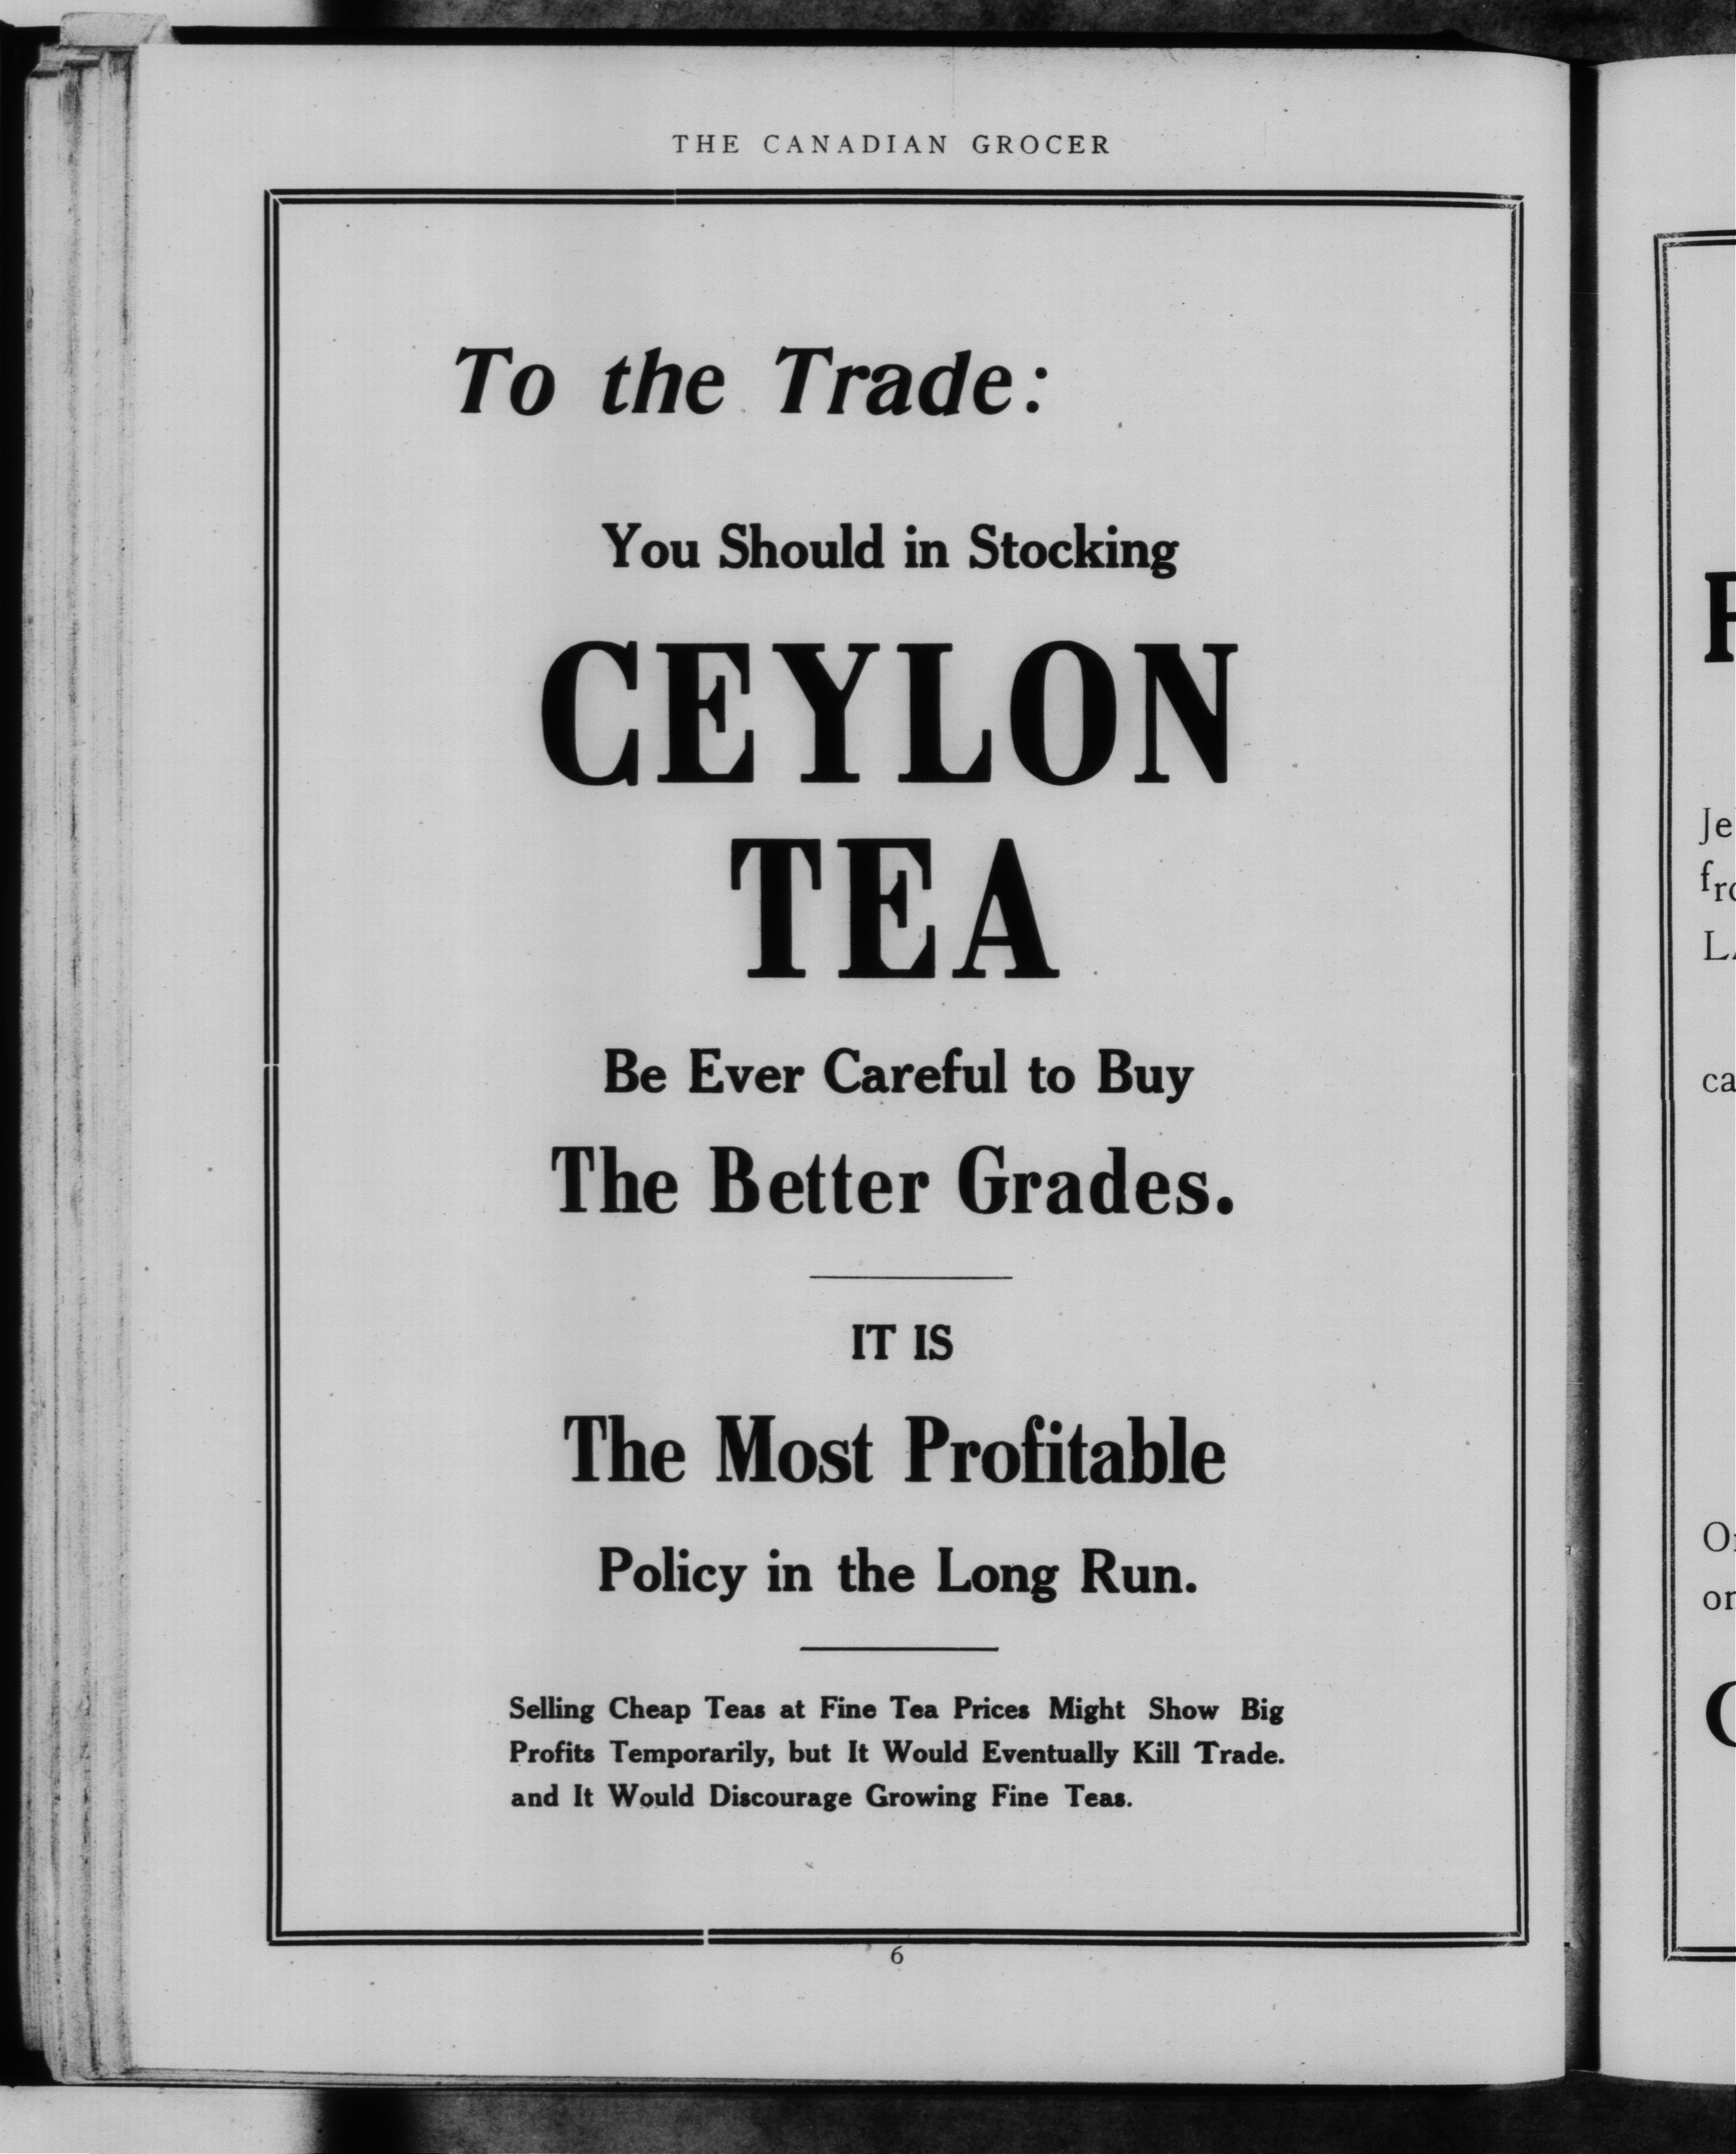 THE CANADIAN GROCER
To the Trade:
You Should in Stocking
CEYLON
TEA
Be Ever Careful to Buy
The Better Grades.
IT IS
The Most Profitable
Policy in the Long Run.
Selling Cheap Teas at Fine Tea Prices Might Show Big
Profits Temporarily, but It Would Eventually Kill Trade.
and It Would Discourage Growing Fine Teas.
6